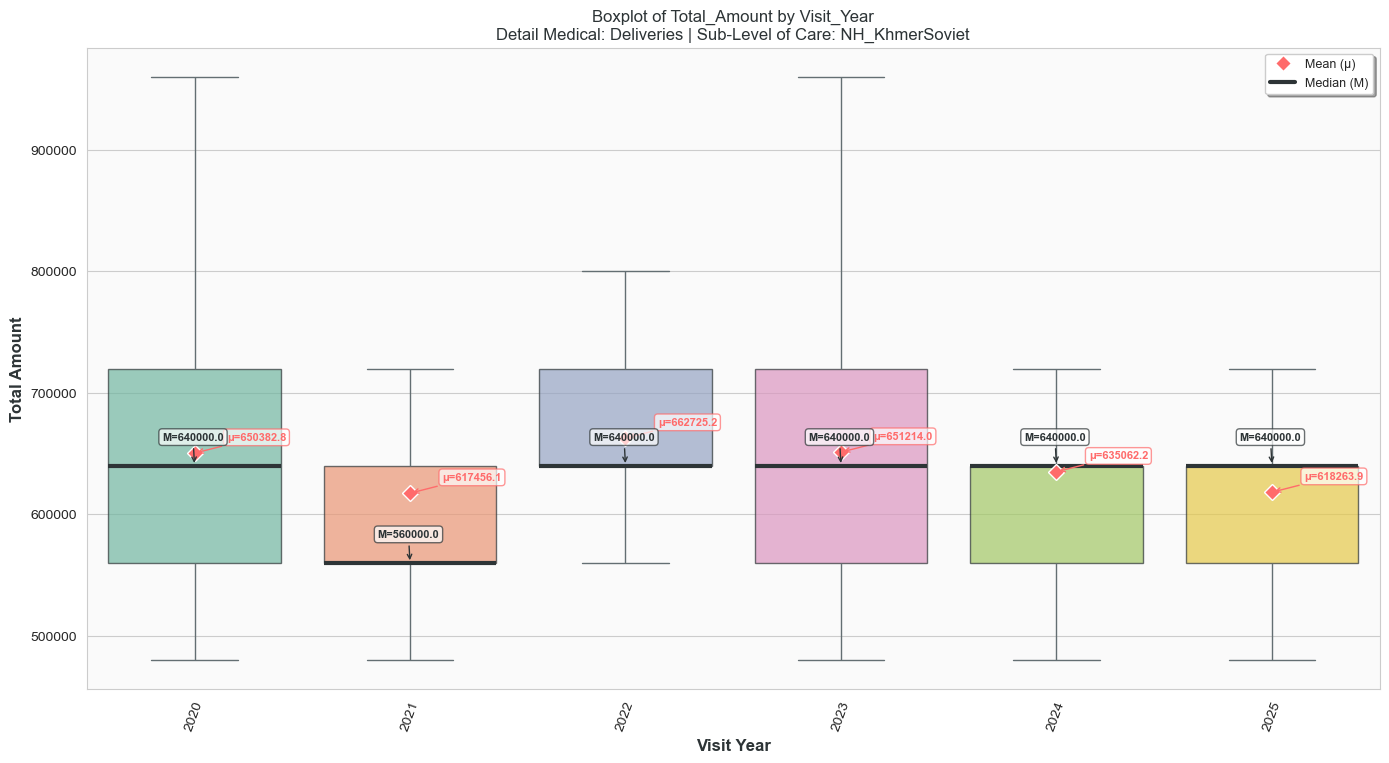 Boxplot of Total_Amount by Visit_Year
Detail Medical: Deliveries | Sub-Level of Care: NH_KhmerSoviet
Mean (μ)
Median (M)
Total Amount
900000
800000
700000
600000
500000
M=640000.0
μ=650382.8
M=560000.0
μ=617456.1
M=640000.0
μ=662725.2
M=640000.0
μ=651214.0
M=640000.0
μ=635062.2
M=640000.0
μ=618263.9
2020
2021
2022
2023
2024
2025
Visit Year